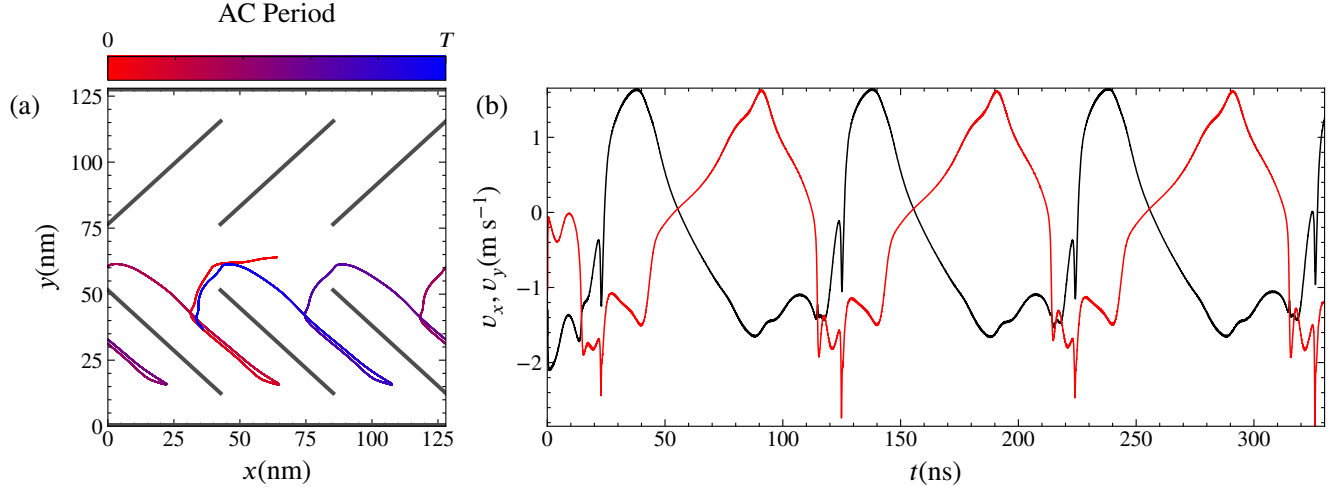 AC Period
0 T
(a)
125
100
75
50
25
0
y(nm)
0 25 50 75 100 125
x(nm)
(b)
1
0
−1
−2
v_x, v_y(m s⁻¹)
0 50 100 150 200 250 300
t(ns)